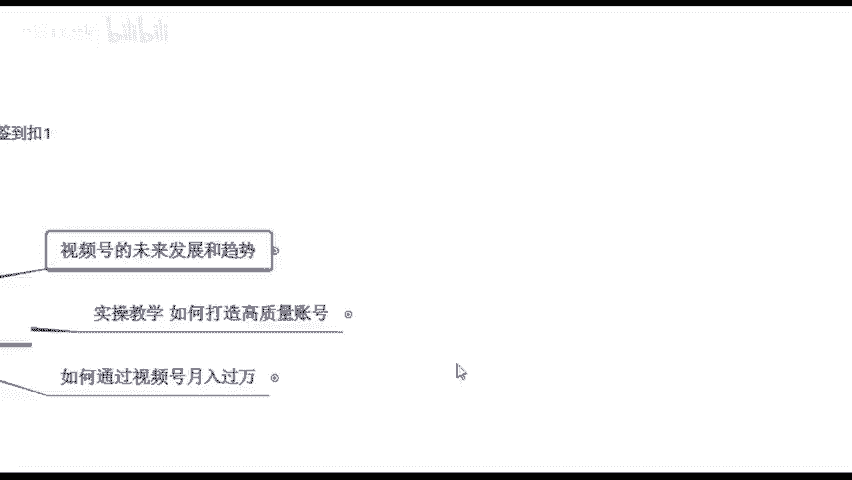 bilibili
签到扣1
视频号的未来发展和趋势
实操教学 如何打造高质量账号
如何通过视频号月入过万